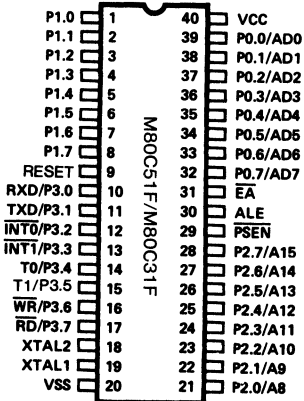 P1.0 1 40 VCC
P1.1 2 39 P0.0/AD0
P1.2 3 38 P0.1/AD1
P1.3 4 37 P0.2/AD2
P1.4 5 36 P0.3/AD3
P1.5 6 35 P0.4/AD4
P1.6 7 34 P0.5/AD5
P1.7 8 33 P0.6/AD6
RESET 9 32 P0.7/AD7
RXD/P3.0 10 31 E̅A̅
TXD/P3.1 11 30 ALE
I̅N̅T̅0̅/P3.2 12 29 P̅S̅E̅N̅
I̅N̅T̅1̅/P3.3 13 28 P2.7/A15
T0/P3.4 14 27 P2.6/A14
T1/P3.5 15 26 P2.5/A13
W̅R̅/P3.6 16 25 P2.4/A12
R̅D̅/P3.7 17 24 P2.3/A11
XTAL2 18 23 P2.2/A10
XTAL1 19 22 P2.1/A9
VSS 20 21 P2.0/A8
M80C51F/M80C31F